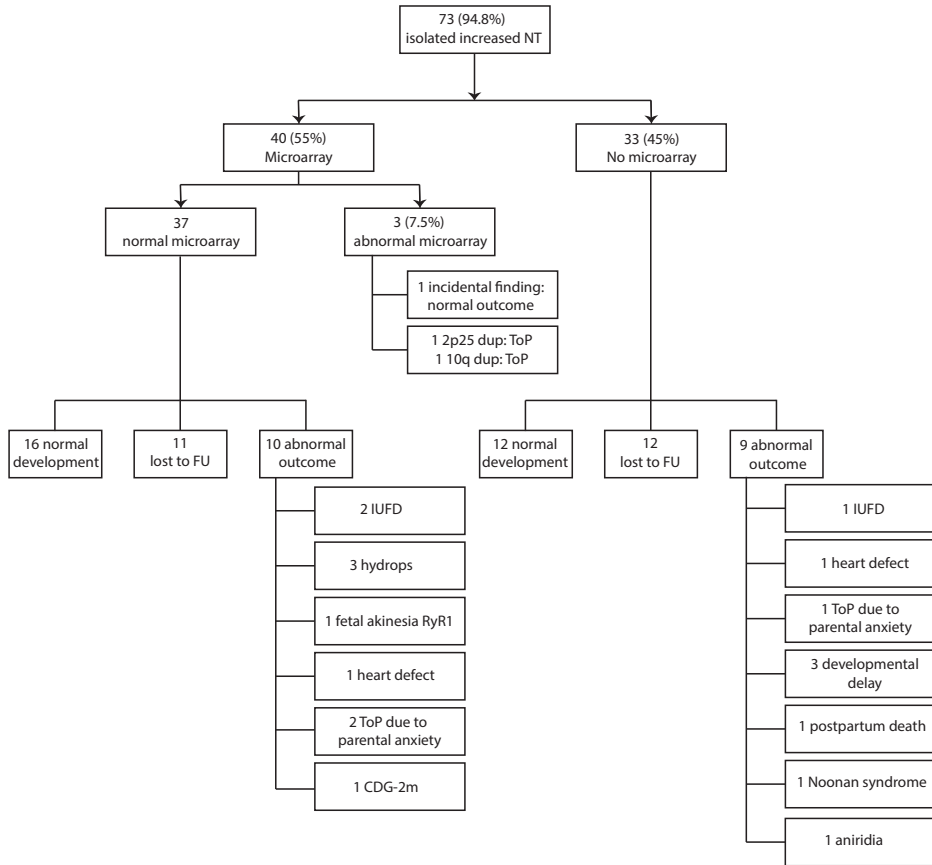 73 (94.8%)
isolated increased NT
40 (55%)
Microarray
33 (45%)
No microarray
37
normal microarray
3 (7.5%)
abnormal microarray
1 incidental finding:
normal outcome
1 2p25 dup: ToP
1 10q dup: ToP
16 normal
development
11
lost to FU
10 abnormal
outcome
12 normal
development
12
lost to FU
9 abnormal
outcome
2 IUFD
3 hydrops
1 fetal akinesia RyR1
1 heart defect
2 ToP due to
parental anxiety
1 CDG-2m
1 IUFD
1 heart defect
1 ToP due to
parental anxiety
3 developmental
delay
1 postpartum death
1 Noonan syndrome
1 aniridia